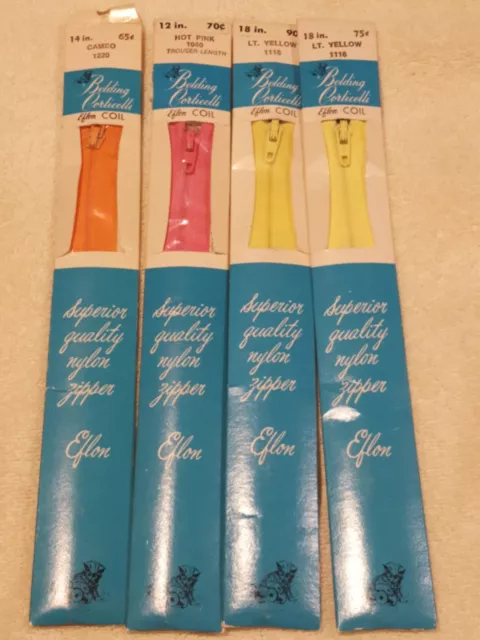 14 in. 65¢
CAMEO
1220
Belding
Corticelli
Eflon COIL
Superior
quality
nylon
zipper
Eflon
12 in. 70¢
HOT PINK
1040
TROUSER LENGTH
Belding
Corticelli
Eflon COIL
Superior
quality
nylon
zipper
Eflon
18 in. 90
LT. YELLOW
1116
Belding
Corticelli
Eflon COIL
Superior
quality
nylon
zipper
Eflon
18 in. 75¢
LT. YELLOW
1116
Belding
Corticelli
Eflon COIL
Superior
quality
nylon
zipper
Eflon